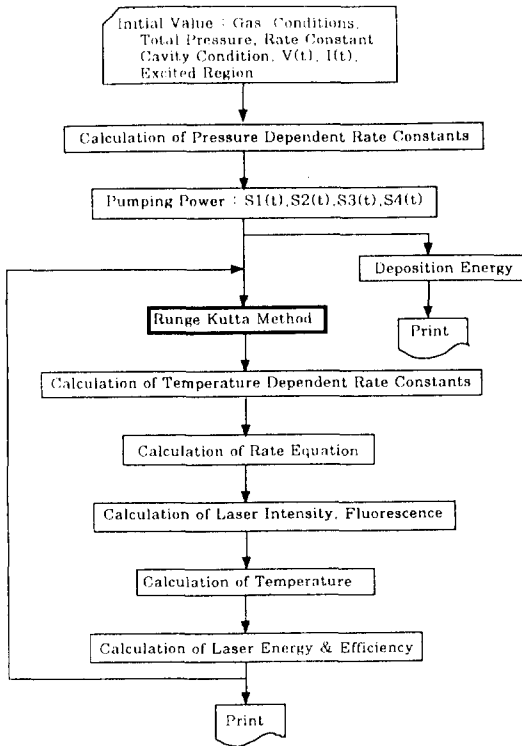 Initial Value : Gas Conditions,
Total Pressure, Rate Constant
Cavity Condition, V(t), I(t),
Excited Region
Calculation of Pressure Dependent Rate Constants
Pumping Power : S1(t),S2(t),S3(t),S4(t)
Deposition Energy
Print
Runge Kutta Method
Calculation of Temperature Dependent Rate Constants
Calculation of Rate Equation
Calculation of Laser Intensity, Fluorescence
Calculation of Temperature
Calculation of Laser Energy & Efficiency
Print